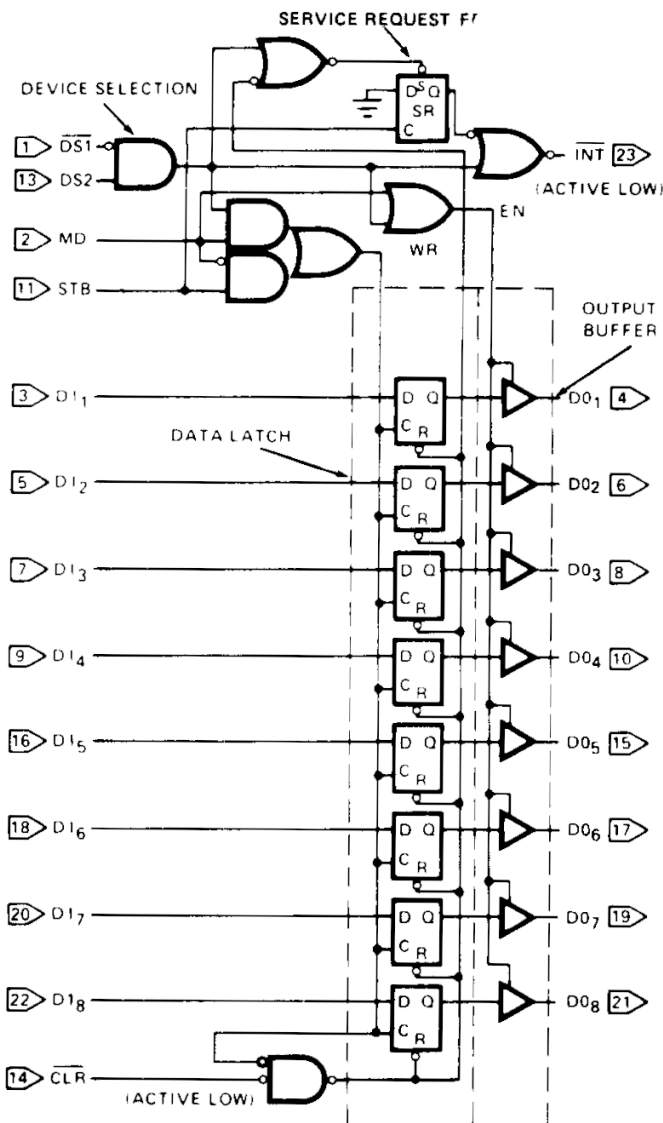 SERVICE REQUEST FF
DEVICE SELECTION
D S Q
SR
C
1 DS1
13 DS2
INT 23
(ACTIVE LOW)
2 MD
EN
WR
11 STB
OUTPUT
BUFFER
3 DI1 D Q DO1 4
C R
DATA LATCH
5 DI2 D Q DO2 6
C R
7 DI3 D Q DO3 8
C R
9 DI4 D Q DO4 10
C R
16 DI5 D Q DO5 15
C R
18 DI6 D Q DO6 17
C R
20 DI7 D Q DO7 19
C R
22 DI8 D Q DO8 21
C R
14 CLR
(ACTIVE LOW)